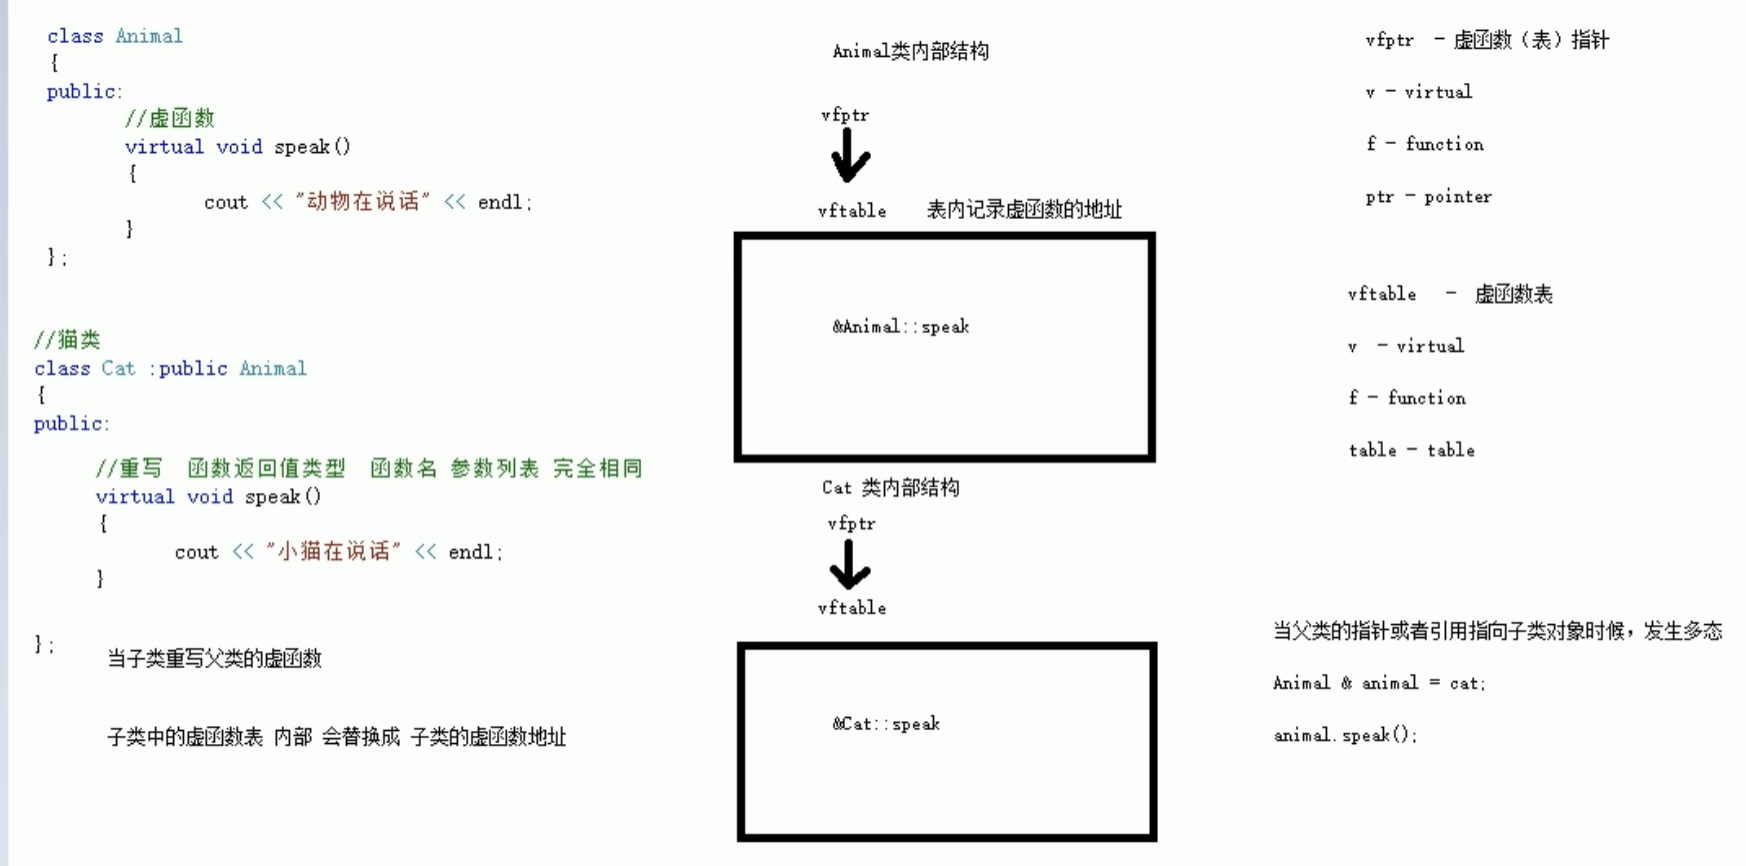 class Animal
{
public:
//虚函数
virtual void speak()
{
cout << "动物在说话" << endl;
}
};
//猫类
class Cat :public Animal
{
public:
//重写 函数返回值类型 函数名 参数列表 完全相同
virtual void speak()
{
cout << "小猫在说话" << endl;
}
};
当子类重写父类的虚函数
子类中的虚函数表 内部 会替换成 子类的虚函数地址
Animal类内部结构
vfptr
vftable 表内记录虚函数的地址
&Animal::speak
Cat 类内部结构
vfptr
vftable
&Cat::speak
vfptr - 虚函数（表）指针
v - virtual
f - function
ptr - pointer
vftable - 虚函数表
v - virtual
f - function
table - table
当父类的指针或者引用指向子类对象时候，发生多态
Animal & animal = cat;
animal.speak();